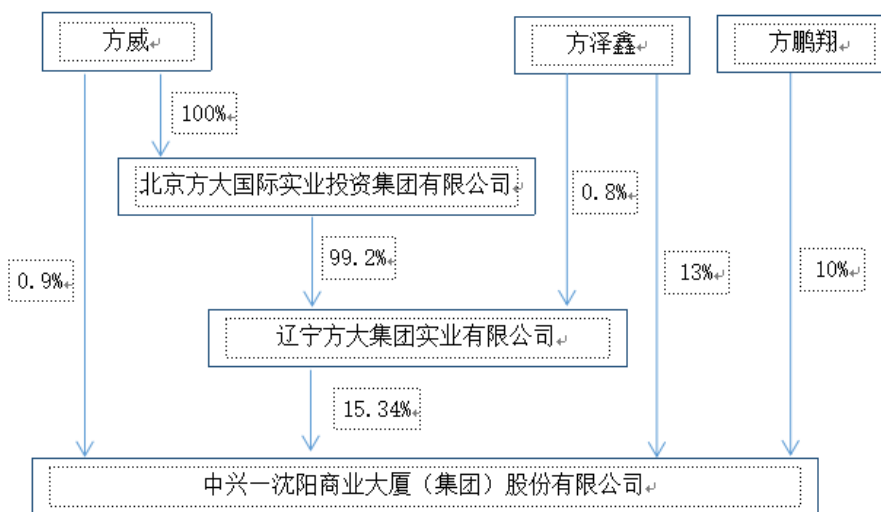 方威
方泽鑫
方鹏翔
100%
北京方大国际实业投资集团有限公司
0.8%
99.2%
0.9%
13%
10%
辽宁方大集团实业有限公司
15.34%
中兴一沈阳商业大厦（集团）股份有限公司